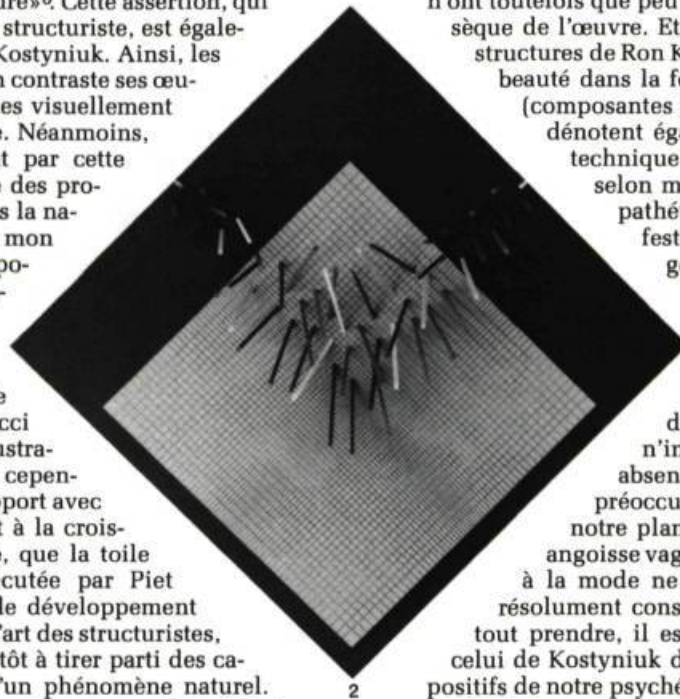 ure»⁶. Cette assertion, qui
structuriste, est égale-
Kostyniuk. Ainsi, les
contraste ses œu-
es visuellement
e. Néanmoins,
t par cette
des pro-
s la na-
mon
po-
cci
ustra-
cepen-
pport avec
t à la crois-
e, que la toile
cutée par Piet
le développement
l'art des structuristes,
tôt à tirer parti des ca-
'un phénomène naturel.
n'ont toutefois que peu
sèque de l'œuvre. Et
structures de Ron K
beauté dans la fo
(composantes
dénotent éga
technique
selon m
pathé
fest
ge
d
n'in
absen
préoccu
notre plan
angoisse vag
à la mode ne
résolument cons
tout prendre, il es
celui de Kostyniuk d
positifs de notre psyché
2